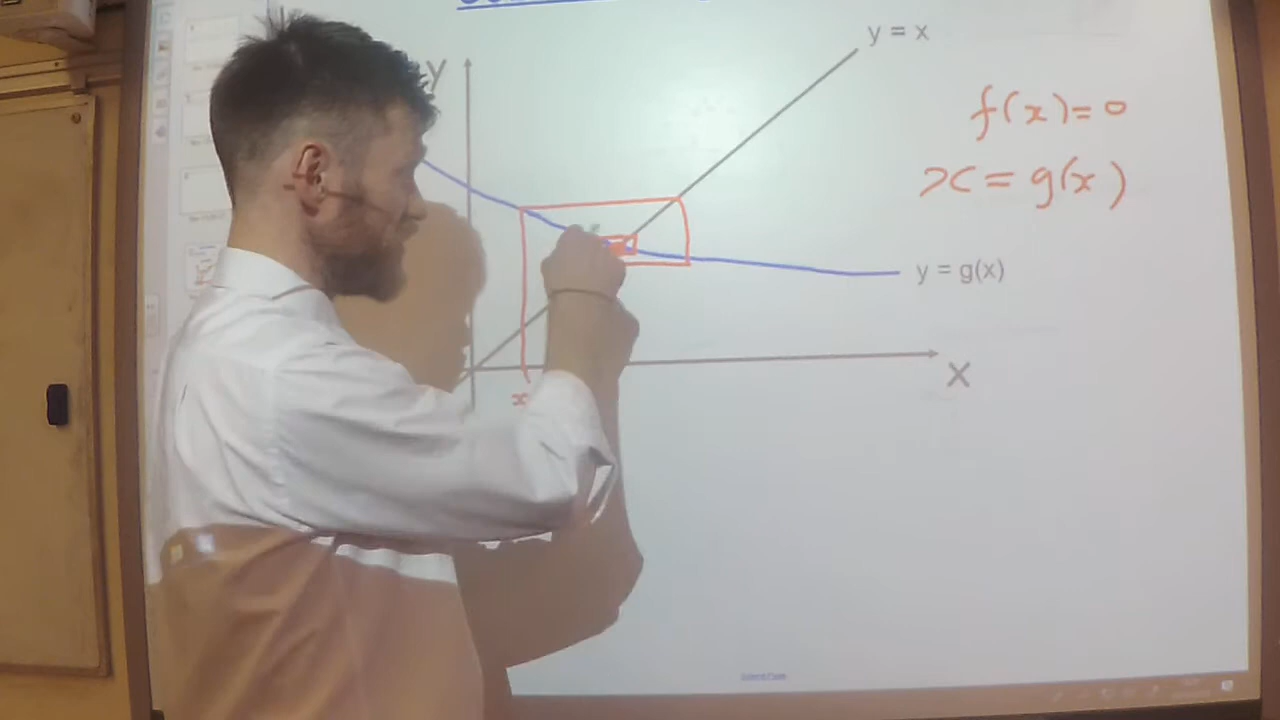 y
y = x
f(x)=0
x = g(x)
y = g(x)
x
x